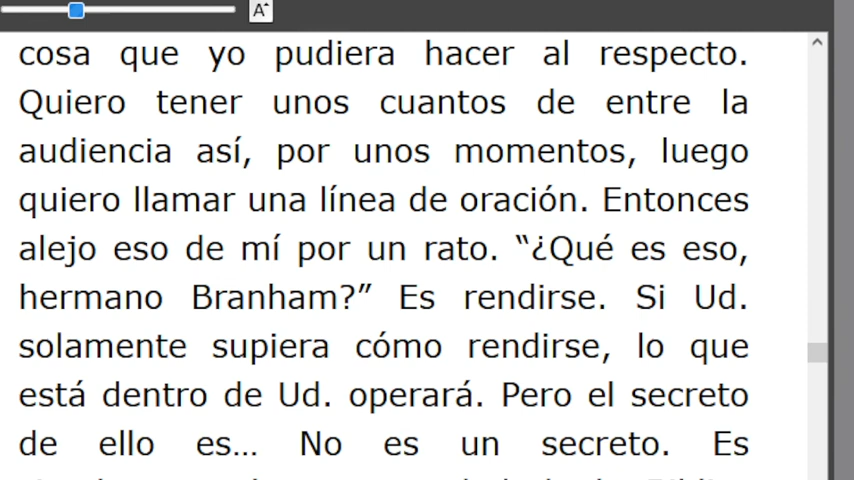 A
cosa que yo pudiera hacer al respecto.
Quiero tener unos cuantos de entre la
audiencia así, por unos momentos, luego
quiero llamar una línea de oración. Entonces
alejo eso de mí por un rato. “¿Qué es eso,
hermano Branham?” Es rendirse. Si Ud.
solamente supiera cómo rendirse, lo que
está dentro de Ud. operará. Pero el secreto
de ello es... No es un secreto. Es